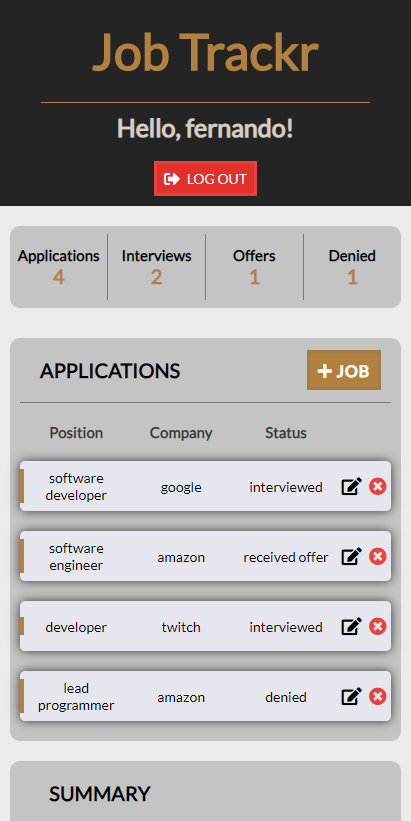 Job Trackr
Hello, fernando!
LOG OUT
Applications Interviews Offers Denied
4 2 1 1
APPLICATIONS
JOB
Position Company Status
software
developer google interviewed
software
engineer amazon received offer
developer twitch interviewed
lead
programmer amazon denied
SUMMARY